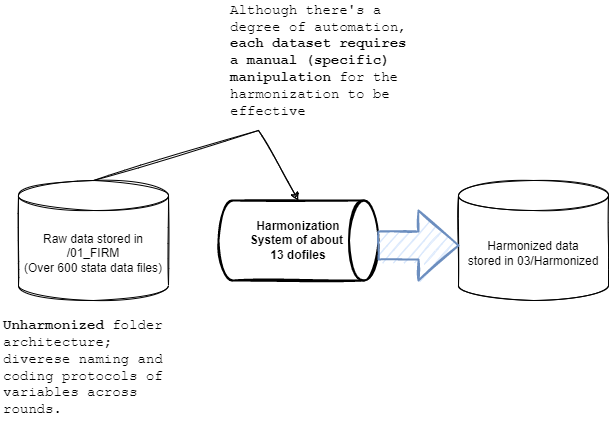 Although there's a
degree of automation,
each dataset requires
a manual (specific)
manipulation for the
harmonization to be
effective
Raw data stored in
/01_FIRM
(Over 600 stata data files)
Harmonization
System of about
13 dofiles
Harmonized data
stored in 03/Harmonized
Unharmonized folder
architecture;
diverese naming and
coding protocols of
variables across
rounds.